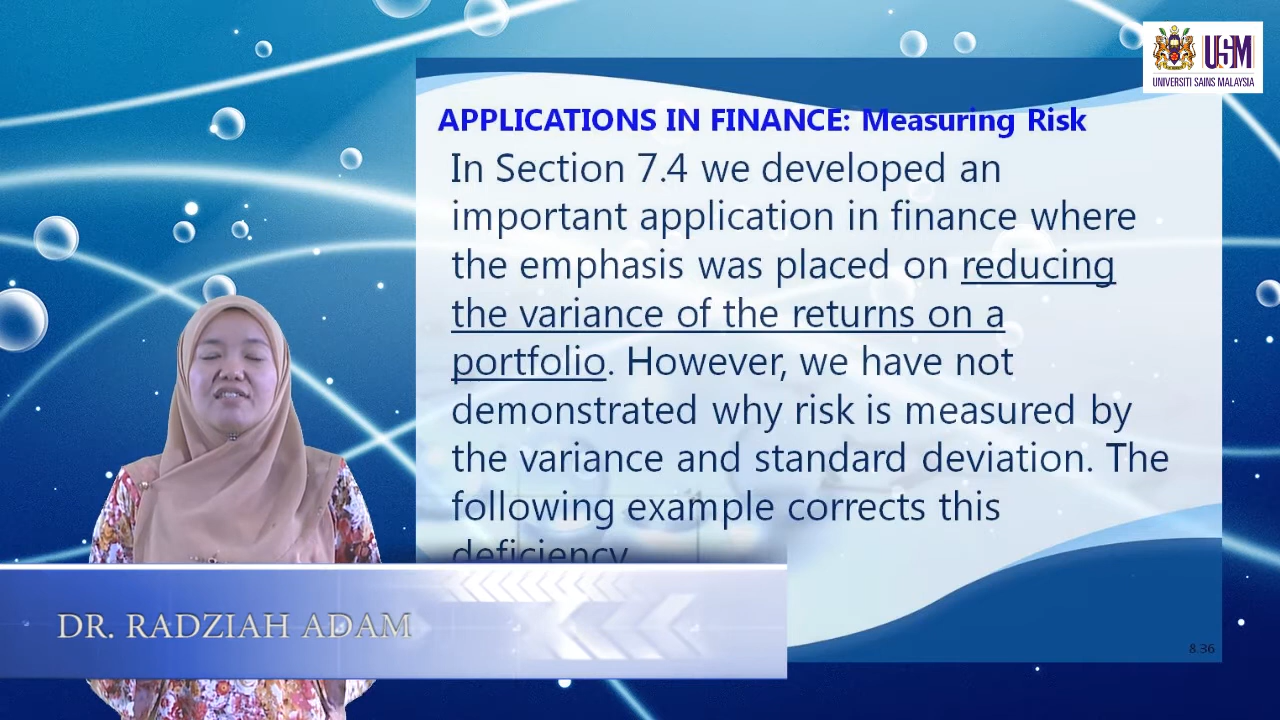 USM
UNIVERSITI SAINS MALAYSIA
APPLICATIONS IN FINANCE: Measuring Risk
In Section 7.4 we developed an
important application in finance where
the emphasis was placed on reducing
the variance of the returns on a
portfolio. However, we have not
demonstrated why risk is measured by
the variance and standard deviation. The
following example corrects this
deficiency.
DR. RADZIAH ADAM
8.36